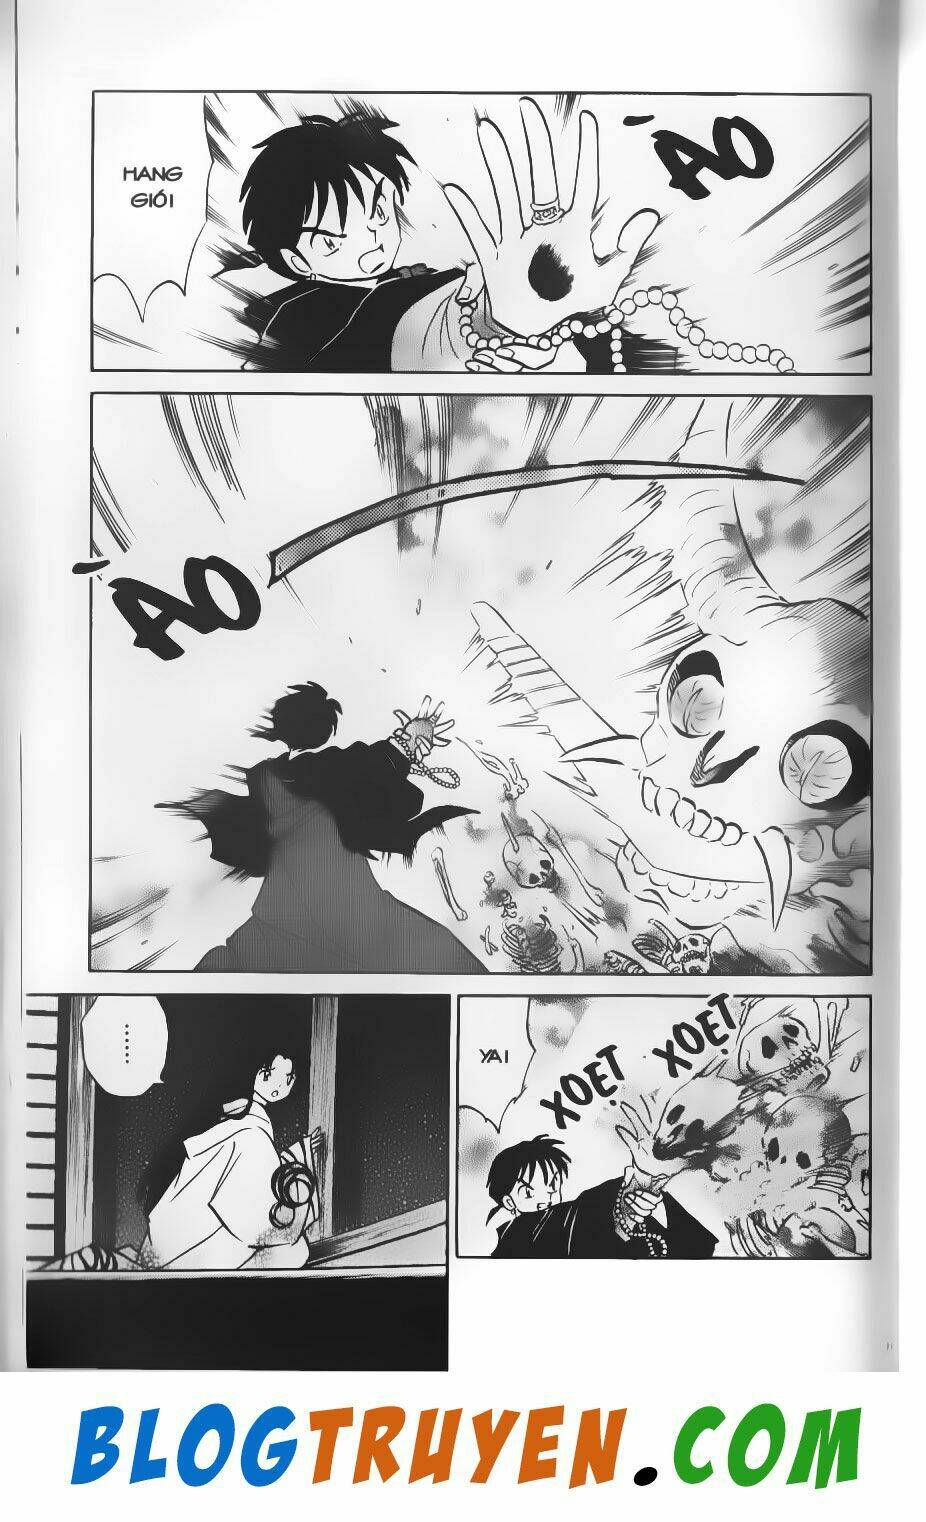 HANG
GIÓI
ÀO
ÀO
YAI
XOẸT
XOẸT
......
BLOGTRUYEN.COM